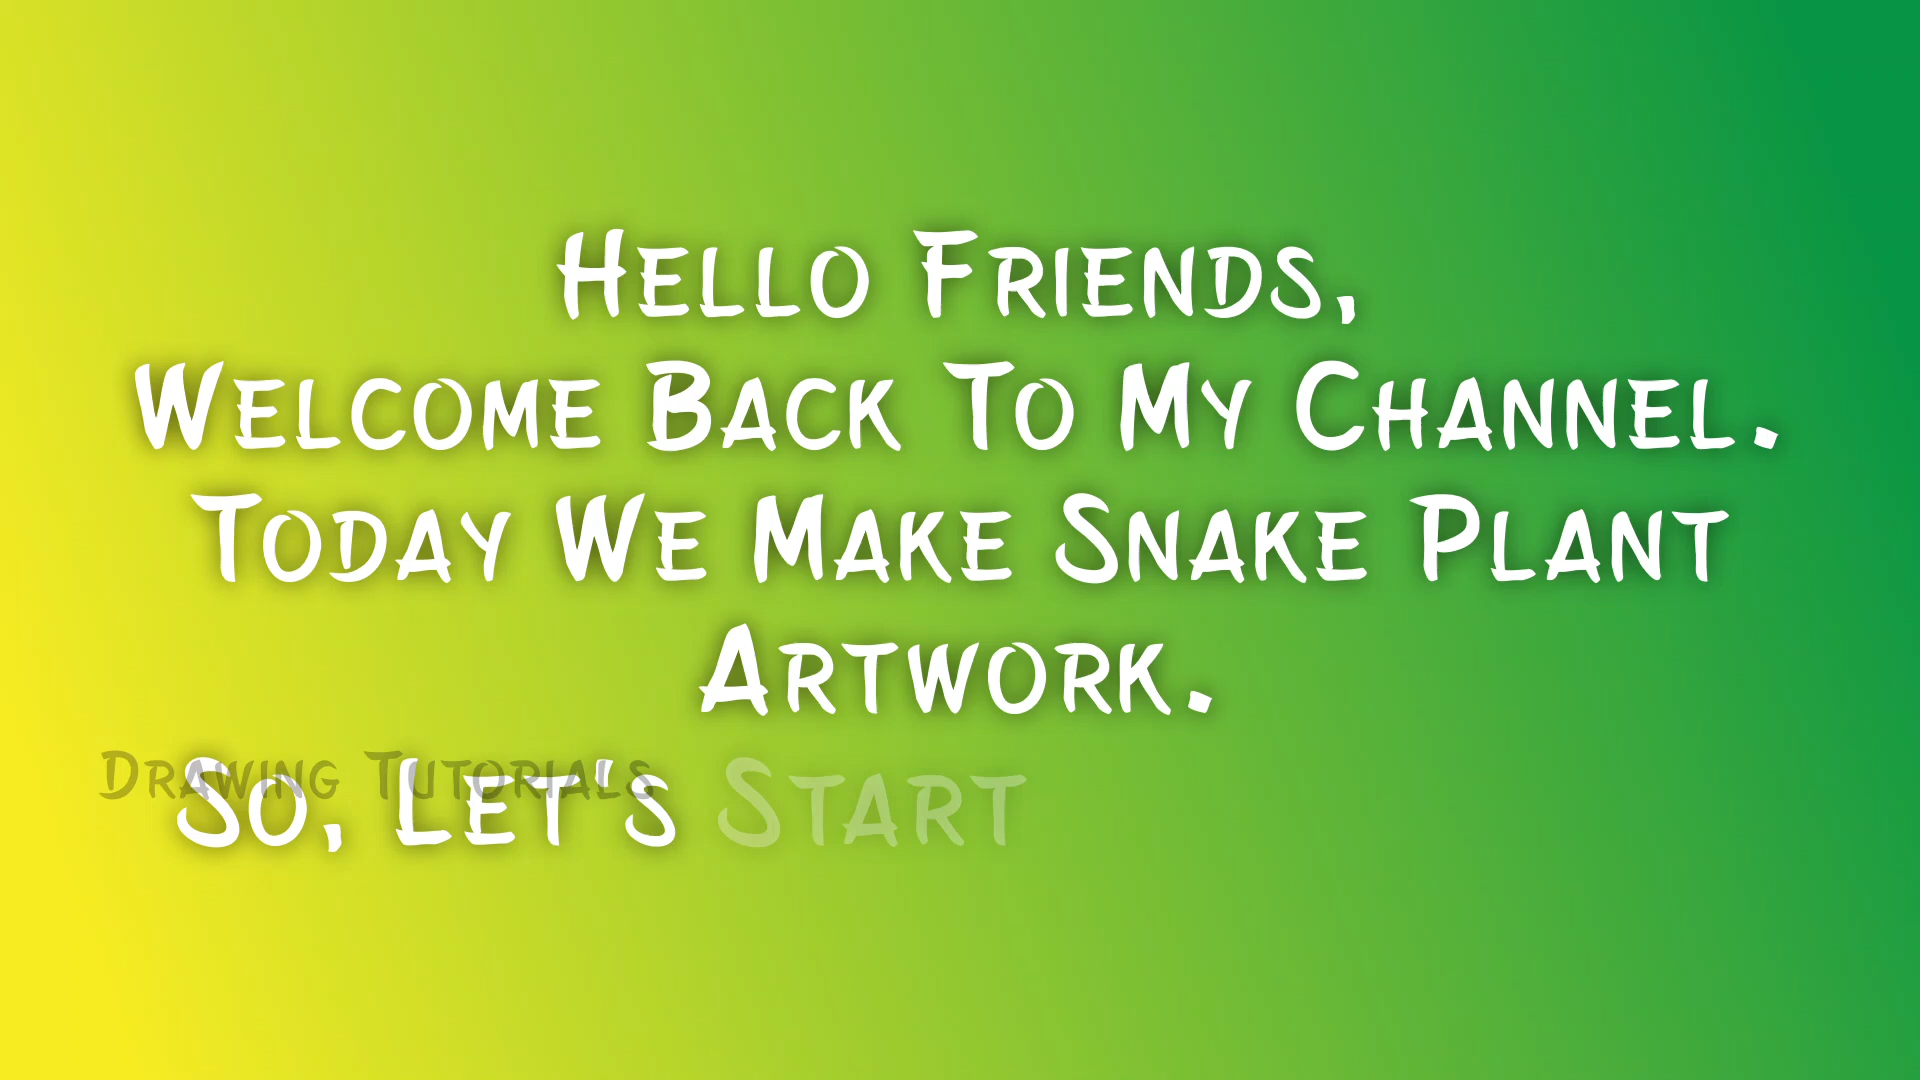 Hello Friends,
Welcome Back To My Channel.
Today We Make Snake Plant
Artwork.
Drawing Tutorials
So, Let's Start